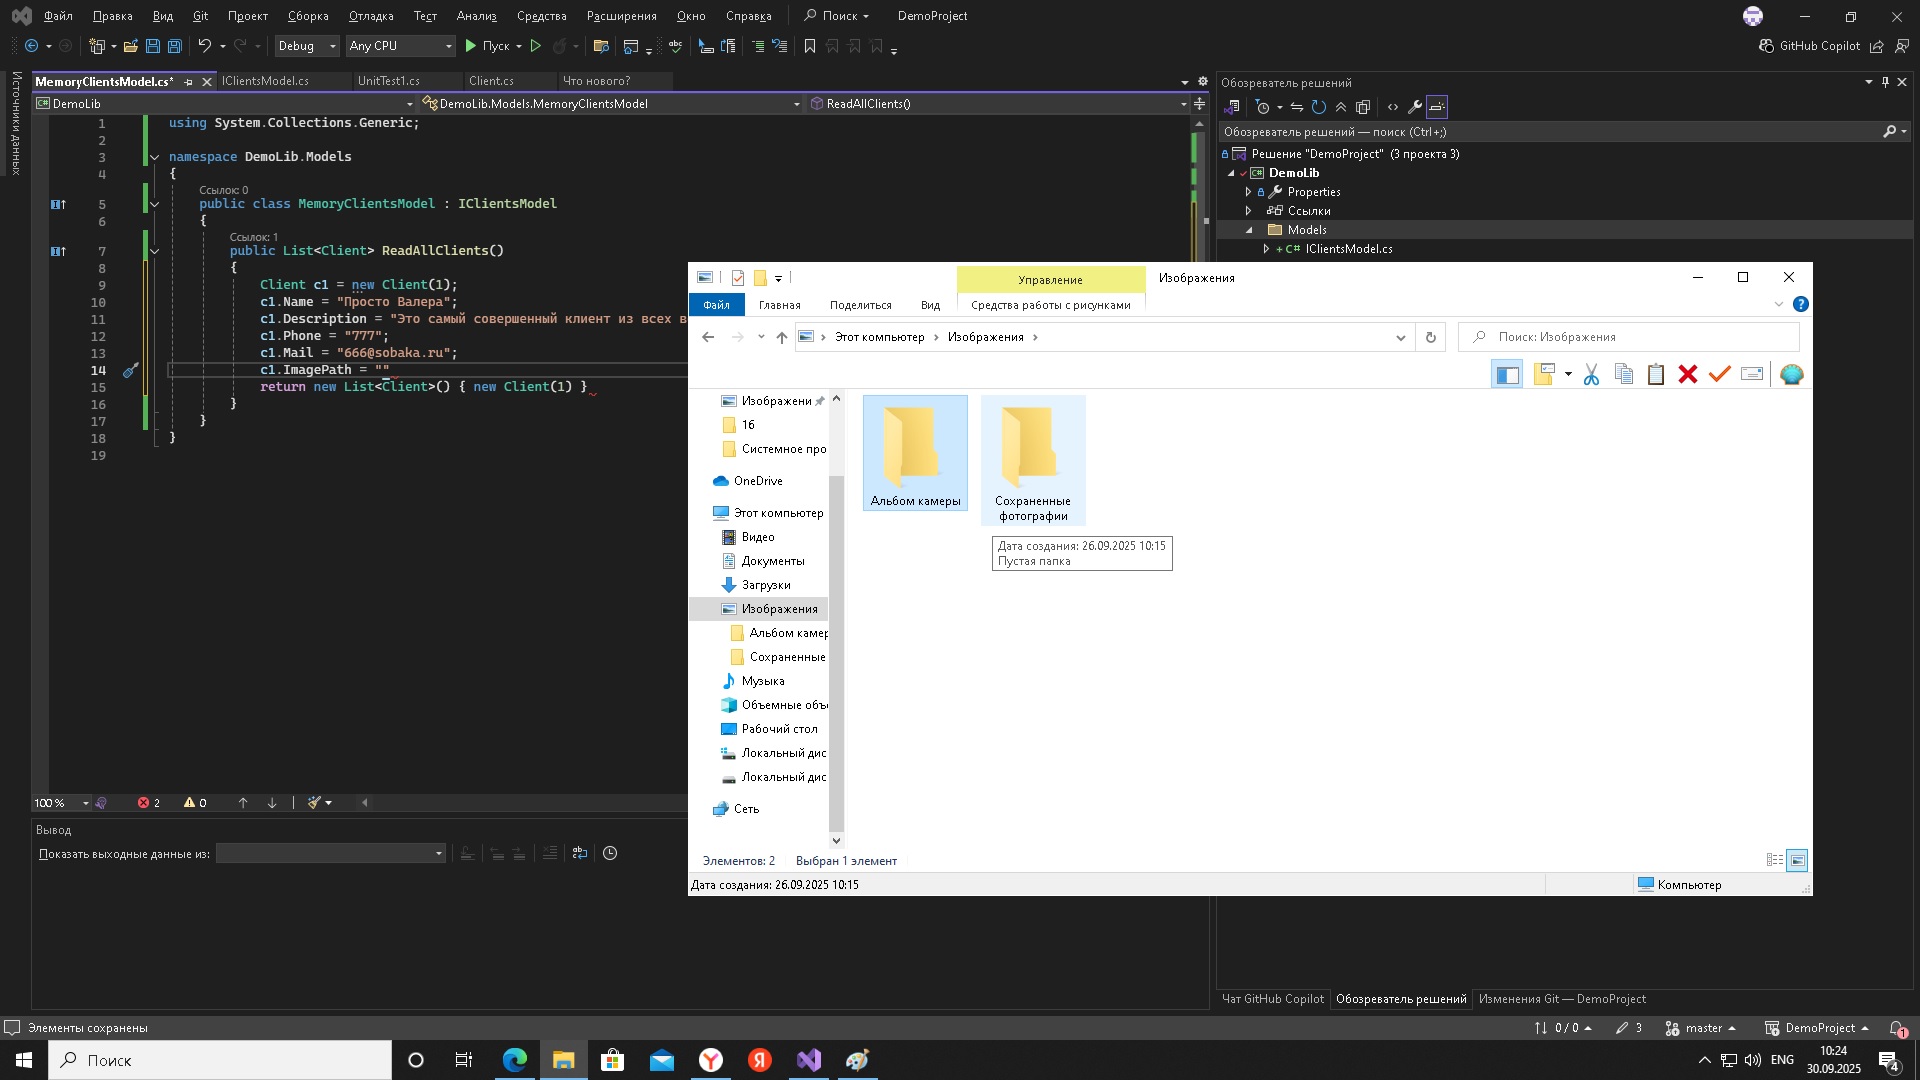 Файл Правка Вид Git Проект Сборка Отладка Тест Анализ Средства Расширения Окно Справка Поиск DemoProject
Debug Any CPU Пуск GitHub Copilot
Источники данных
MemoryClientsModel.cs* IClientsModel.cs UnitTest1.cs Client.cs Что нового?
DemoLib DemoLib.Models.MemoryClientsModel ReadAllClients()
1 using System.Collections.Generic;
2
3 namespace DemoLib.Models
4 {
Ссылок: 0
5 public class MemoryClientsModel : IClientsModel
6 {
Ссылок: 1
7 public List<Client> ReadAllClients()
8 {
9 Client c1 = new Client(1);
10 c1.Name = "Просто Валера";
11 c1.Description = "Это самый совершенный клиент из всех в
12 c1.Phone = "777";
13 c1.Mail = "666@sobaka.ru";
14 c1.ImagePath = ""
15 return new List<Client>() { new Client(1) }
16 }
17 }
18 }
19
100 % 2 0
Вывод
Показать выходные данные из:
Обозреватель решений
Обозреватель решений — поиск (Ctrl+;)
Решение "DemoProject" (3 проекта 3)
DemoLib
Properties
Ссылки
Models
IClientsModel.cs
Управление Изображения
Файл Главная Поделиться Вид Средства работы с рисунками
Этот компьютер Изображения Поиск: Изображения
Изображени
16
Системное про
OneDrive
Этот компьютер
Видео
Документы
Загрузки
Изображения
Альбом камер
Сохраненные
Музыка
Объемные объ
Рабочий стол
Локальный дис
Локальный дис
Сеть
Альбом камеры
Сохраненные
фотографии
Дата создания: 26.09.2025 10:15
Пустая папка
Элементов: 2 Выбран 1 элемент
Дата создания: 26.09.2025 10:15 Компьютер
Чат GitHub Copilot Обозреватель решений Изменения Git — DemoProject
Элементы сохранены 0 / 0 3 master DemoProject 1
Поиск ENG 10:24
30.09.2025 4